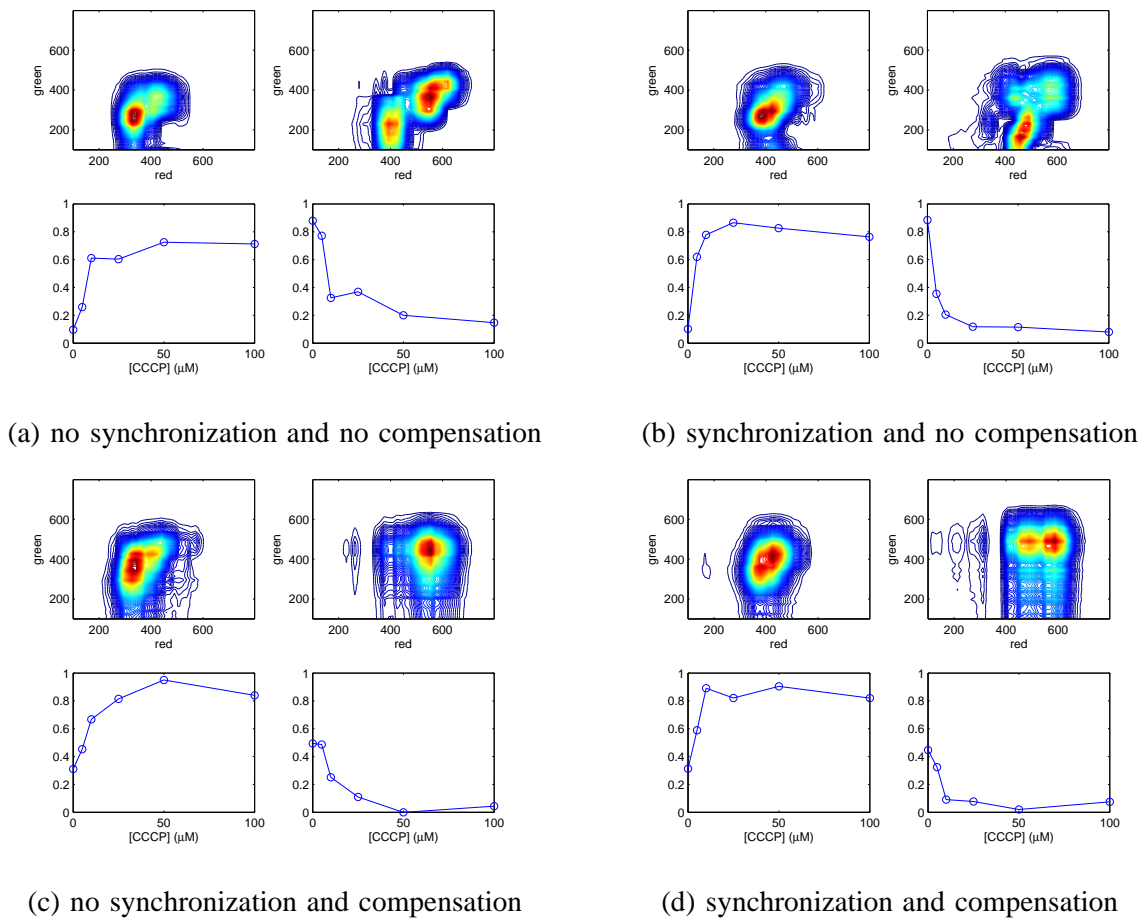 800
600
400
200
green
200 400 600
red
800
600
400
200
green
200 400 600
red
1
0.8
0.6
0.4
0.2
0
0 50 100
[CCCP] (μM)
1
0.8
0.6
0.4
0.2
0
0 50 100
[CCCP] (μM)
(a) no synchronization and no compensation
600
400
200
green
200 400 600
red
600
400
200
green
200 400 600
red
1
0.8
0.6
0.4
0.2
0
0 50 100
[CCCP] (μM)
1
0.8
0.6
0.4
0.2
0
0 50 100
[CCCP] (μM)
(b) synchronization and no compensation
600
400
200
green
200 400 600
red
600
400
200
green
200 400 600
red
1
0.8
0.6
0.4
0.2
0
0 50 100
[CCCP] (μM)
1
0.8
0.6
0.4
0.2
0
0 50 100
[CCCP] (μM)
(c) no synchronization and compensation
600
400
200
green
200 400 600
red
600
400
200
green
200 400 600
red
1
0.8
0.6
0.4
0.2
0
0 50 100
[CCCP] (μM)
1
0.8
0.6
0.4
0.2
0
0 50 100
[CCCP] (μM)
(d) synchronization and compensation